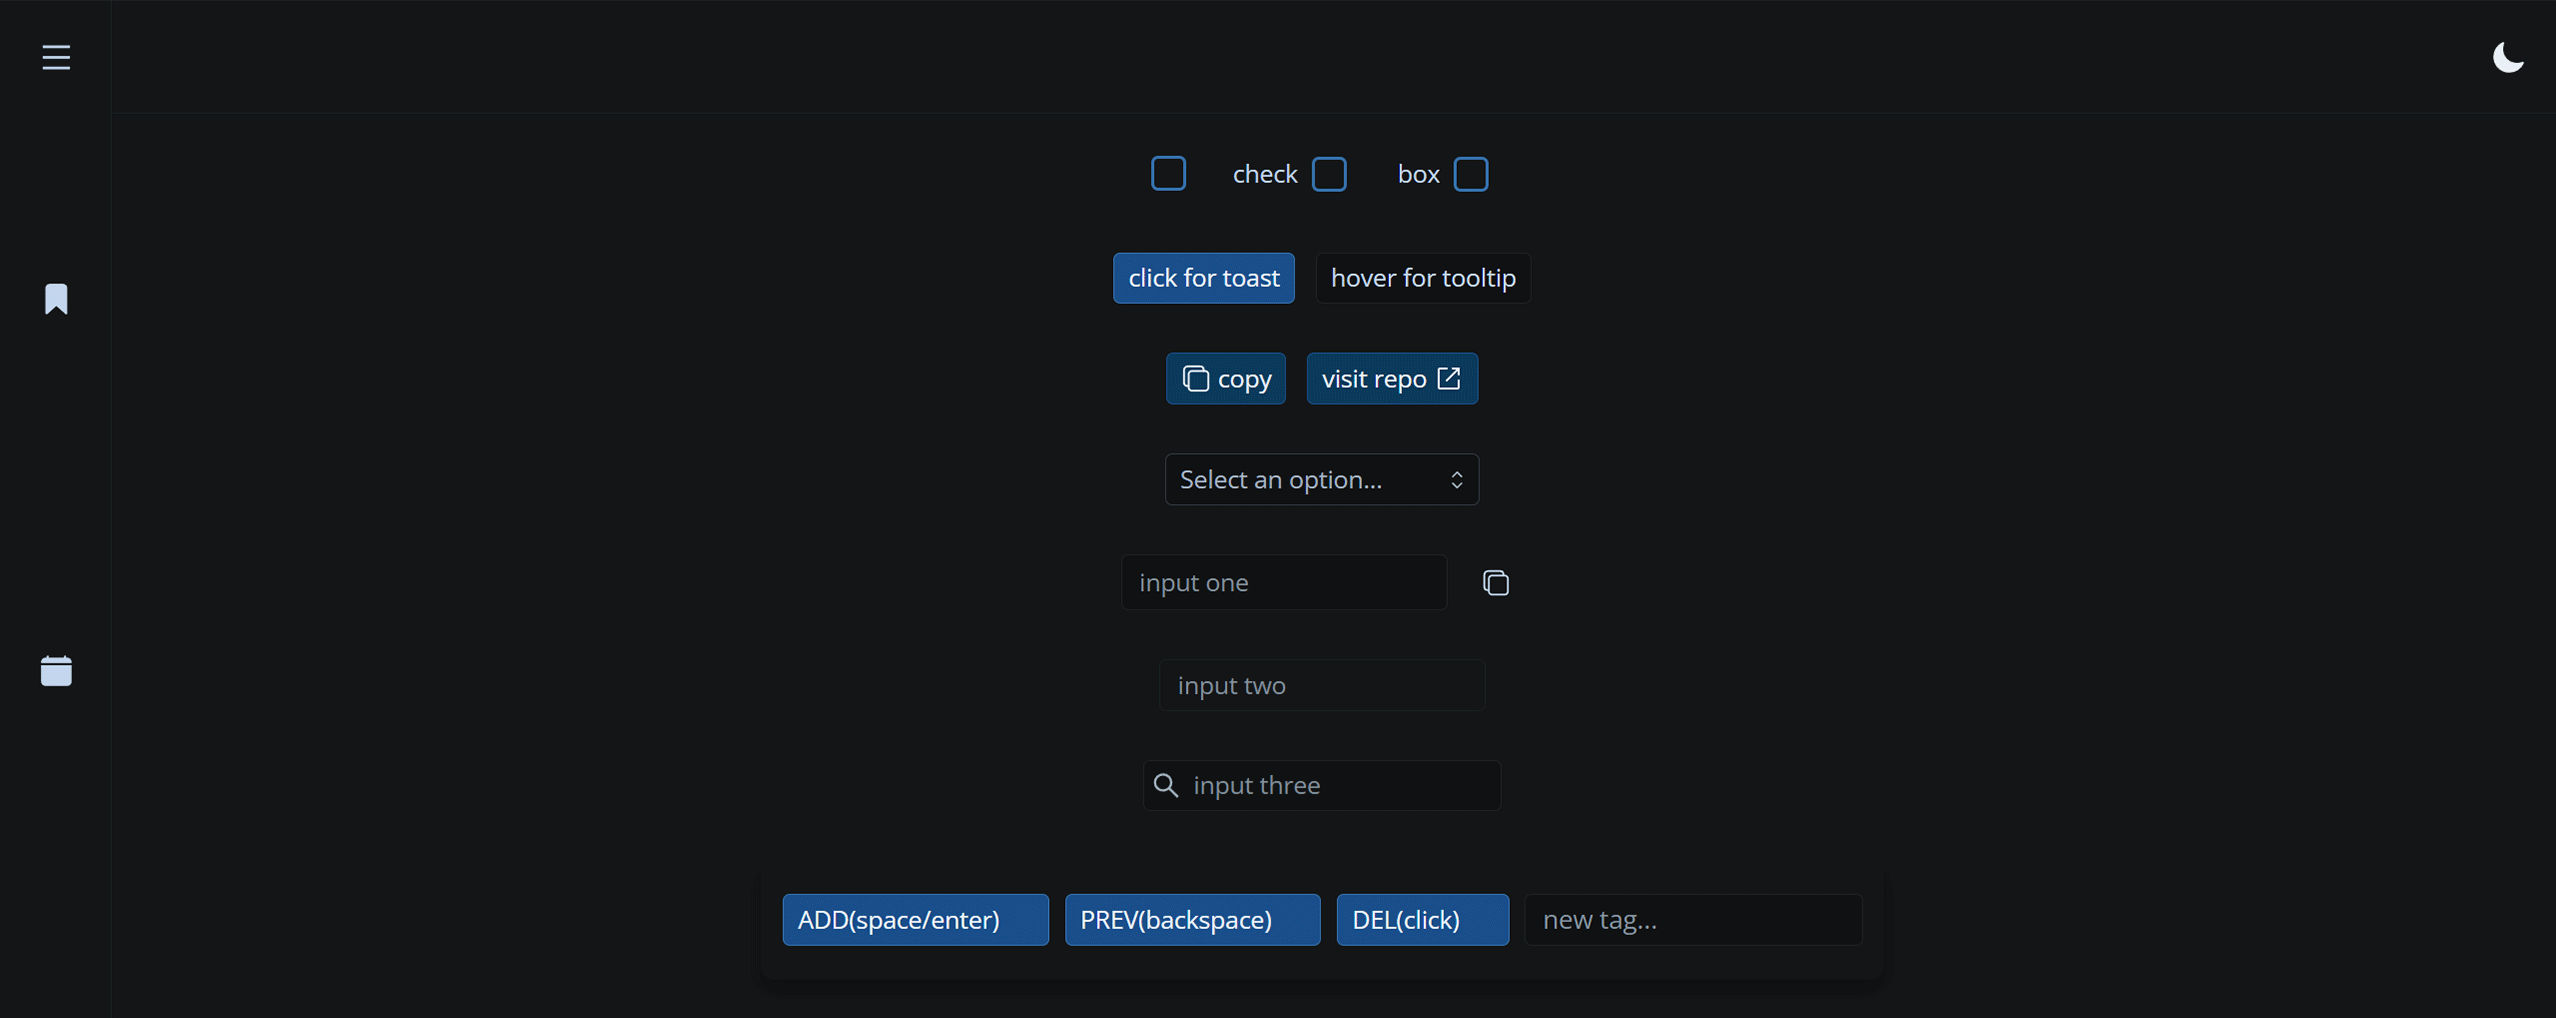 check box
click for toast hover for tooltip
copy visit repo
Select an option...
input one
input two
input three
ADD(space/enter) PREV(backspace) DEL(click) new tag...